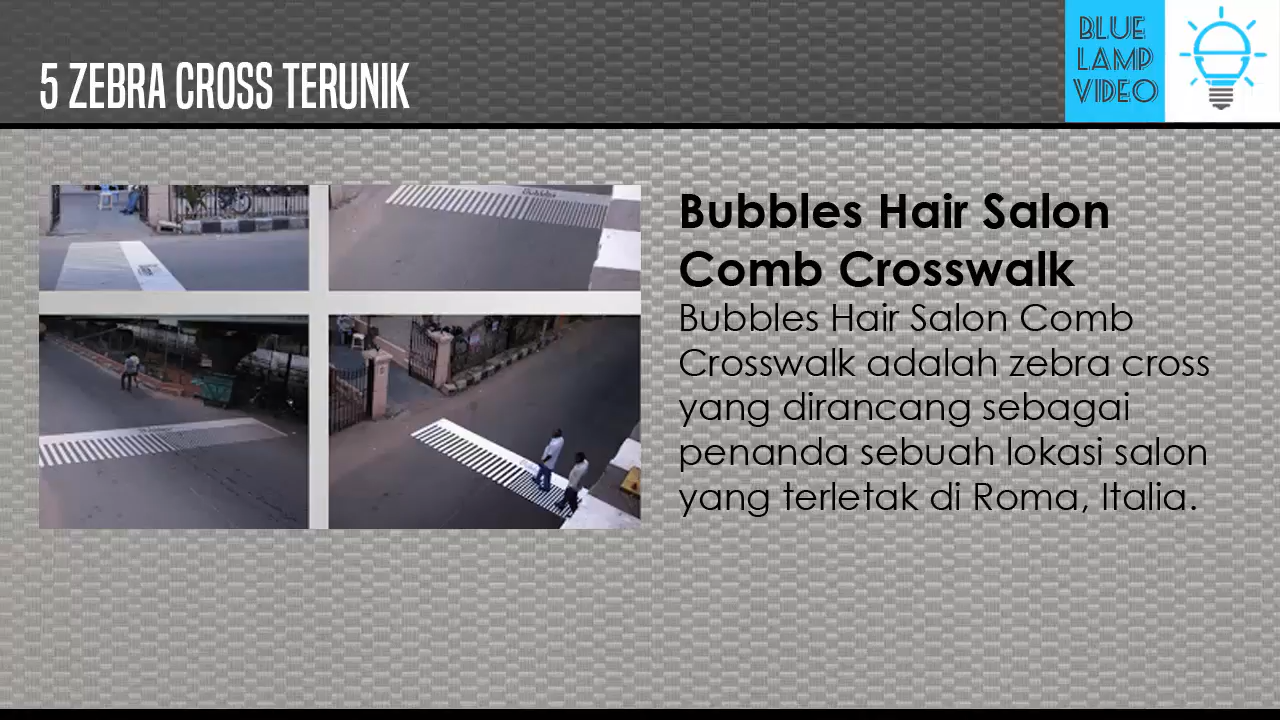 5 ZEBRA CROSS TERUNIK
BLUE
LAMP
VIDEO
Bubbles
Bubbles Hair Salon
Comb Crosswalk
Bubbles Hair Salon Comb
Crosswalk adalah zebra cross
yang dirancang sebagai
penanda sebuah lokasi salon
yang terletak di Roma, Italia.